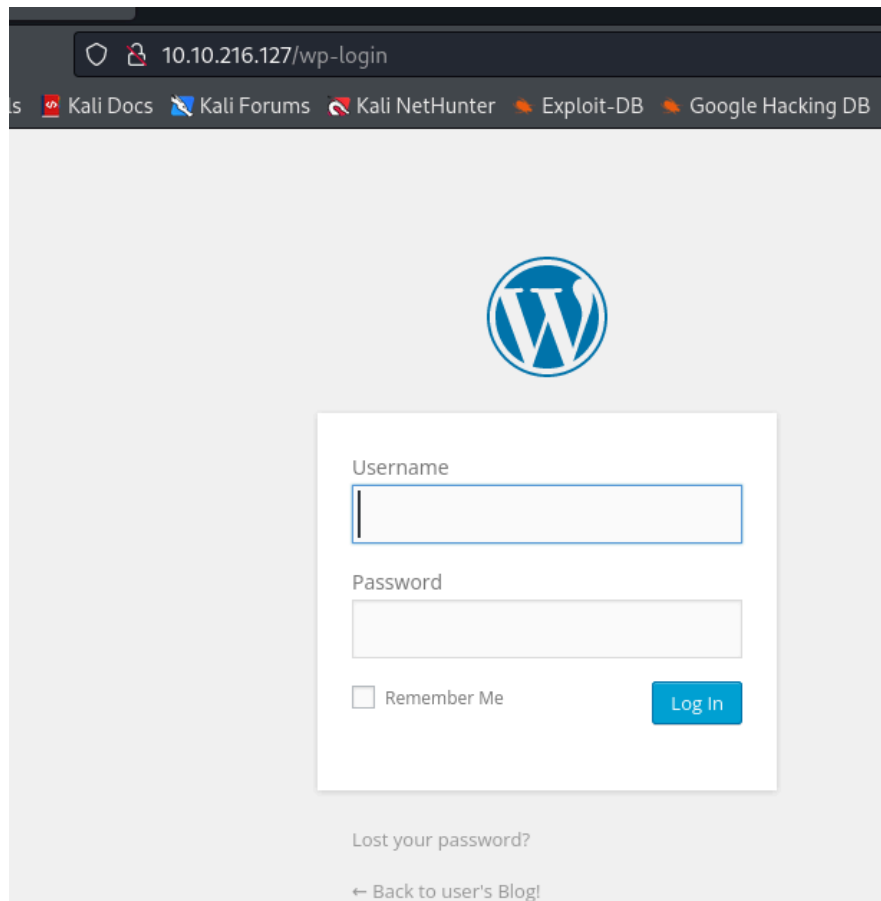 10.10.216.127/wp-login
ls Kali Docs Kali Forums Kali NetHunter Exploit-DB Google Hacking DB
W
Username
Password
Remember Me Log In
Lost your password?
← Back to user's Blog!